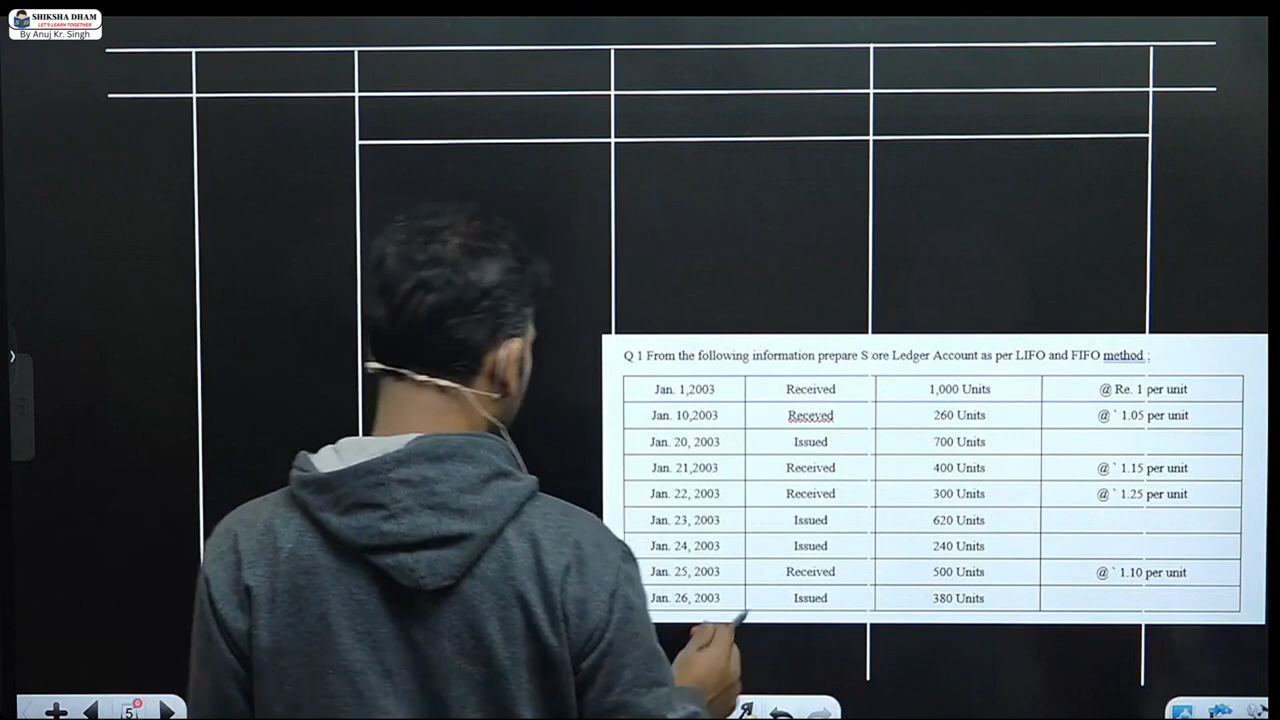 SHIKSHA DHAM
LET'S LEARN TOGETHER
By Anuj Kr. Singh
Q 1 From the following information prepare S ore Ledger Account as per LIFO and FIFO method ;
Jan. 1,2003 Received 1,000 Units @ Re. 1 per unit
Jan. 10,2003 Receved 260 Units @ ` 1.05 per unit
Jan. 20, 2003 Issued 700 Units
Jan. 21,2003 Received 400 Units @ ` 1.15 per unit
Jan. 22, 2003 Received 300 Units @ ` 1.25 per unit
Jan. 23, 2003 Issued 620 Units
Jan. 24, 2003 Issued 240 Units
Jan. 25, 2003 Received 500 Units @ ` 1.10 per unit
Jan. 26, 2003 Issued 380 Units
5